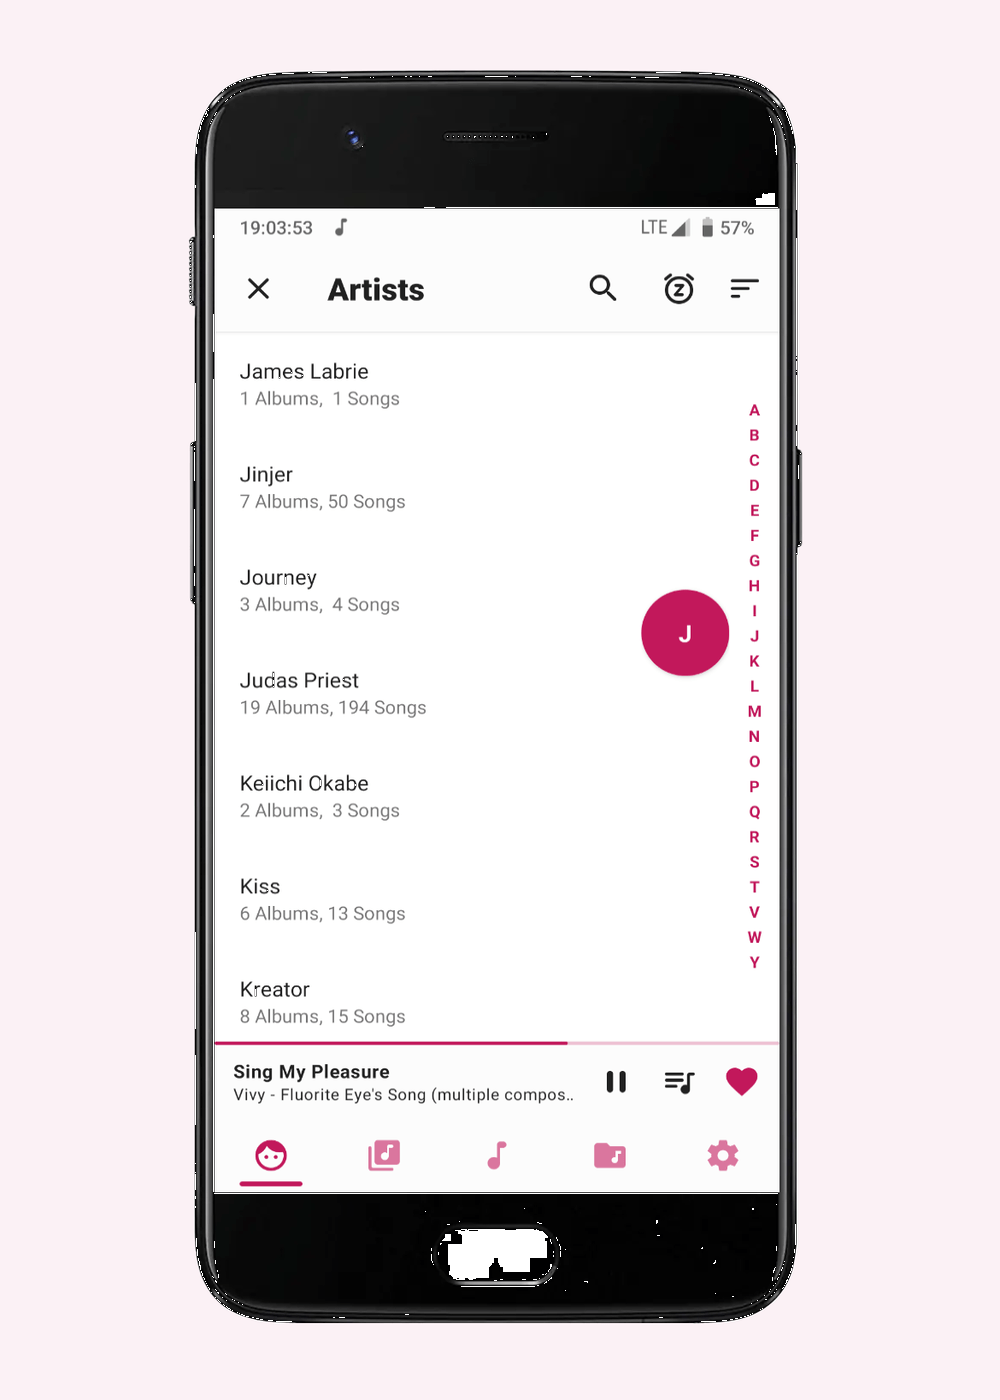 19:03:53 LTE 57%
Artists
James Labrie
1 Albums,  1 Songs
Jinjer
7 Albums, 50 Songs
Journey
3 Albums,  4 Songs
J
Judas Priest
19 Albums, 194 Songs
Keiichi Okabe
2 Albums,  3 Songs
Kiss
6 Albums, 13 Songs
Kreator
8 Albums, 15 Songs
A
B
C
D
E
F
G
H
I
J
K
L
M
N
O
P
Q
R
S
T
V
W
Y
Sing My Pleasure
Vivy - Fluorite Eye's Song (multiple compos..